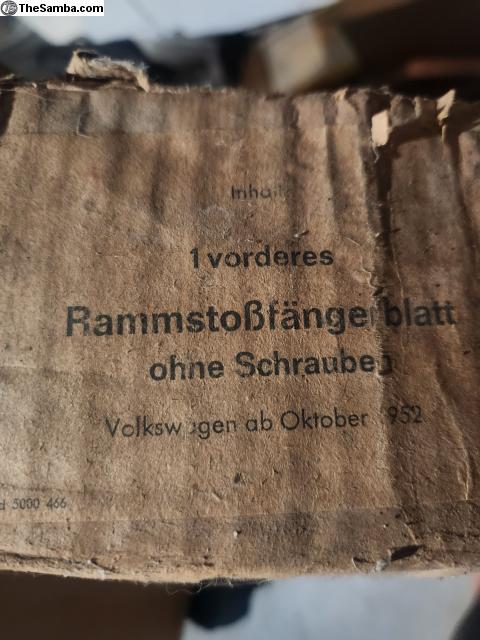 TheSamba.com
Inhalt
1 vorderes
Rammstoßfängerblatt
ohne Schrauben
Volkswagen ab Oktober 1952
5000 466